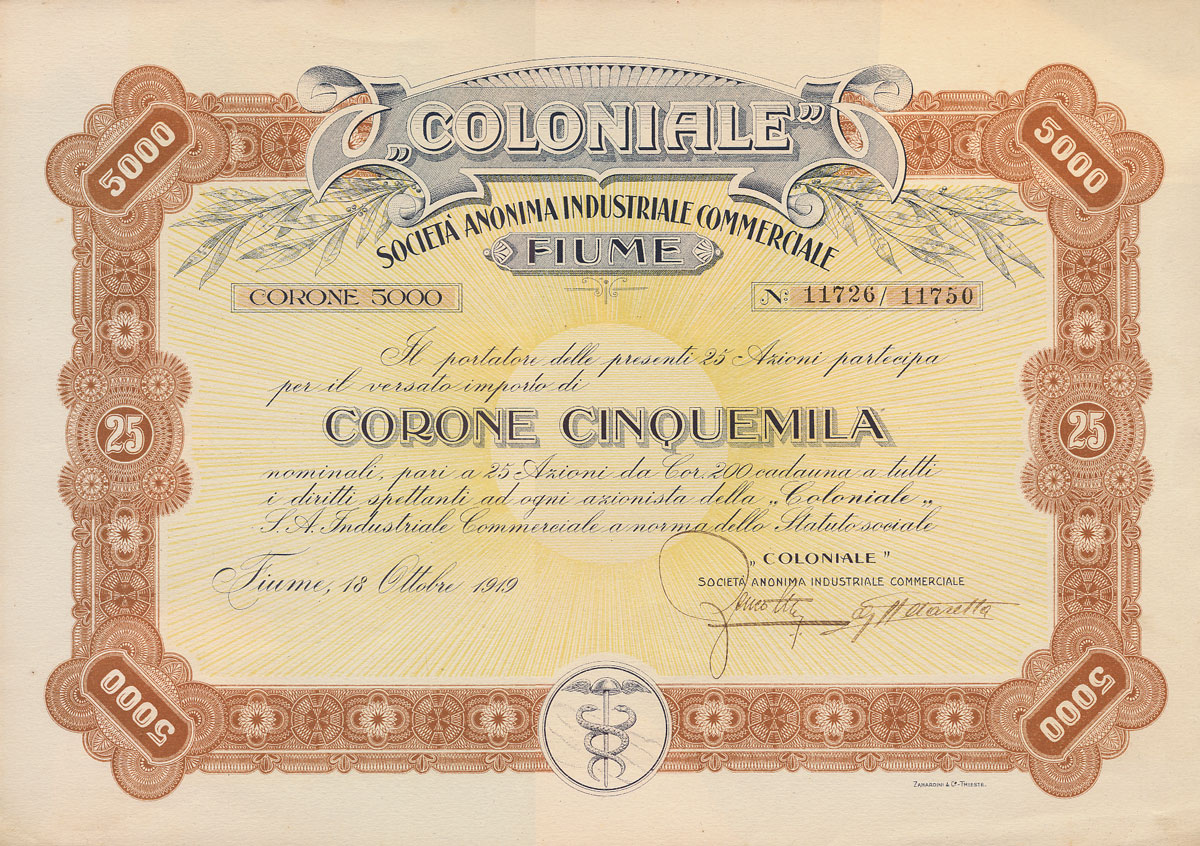 5000
5000
„COLONIALE”
SOCIETÀ ANONIMA INDUSTRIALE COMMERCIALE
FIUME
CORONE 5000
No: 11726/11750
Il portatore delle presenti 25 Azioni partecipa
per il versato importo di
CORONE CINQUEMILA
25
25
nominali, pari a 25 Azioni da Cor. 200 cadauna a tutti
i diritti spettanti ad ogni azionista della „Coloniale„
S. A. Industriale Commerciale a norma dello Statuto sociale
Fiume, 18 Ottobre 1919
„COLONIALE”
SOCIETÀ ANONIMA INDUSTRIALE COMMERCIALE
5000
5000
ZANARDINI & Co - TRIESTE.